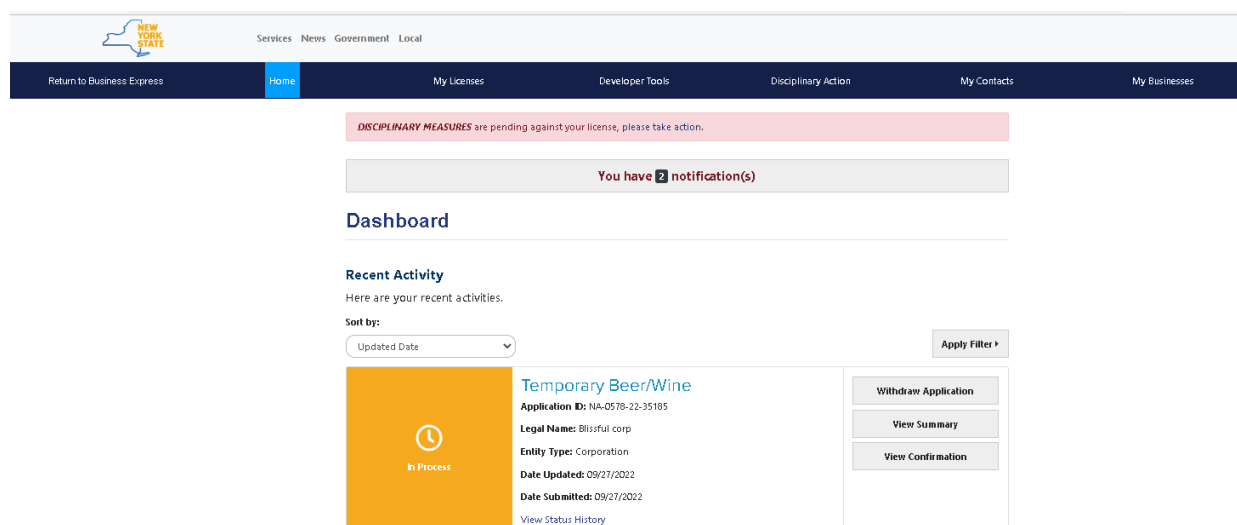 NEW
YORK
STATE
Services News Government Local
Return to Business Express Home My Licenses Developer Tools Disciplinary Action My Contacts My Businesses
DISCIPLINARY MEASURES are pending against your license, please take action.
You have 2 notification(s)
Dashboard
Recent Activity
Here are your recent activities.
Sort by:
Updated Date
Apply Filter
In Process
Temporary Beer/Wine
Application ID: NA-0578-22-35185
Legal Name: Blissful corp
Entity Type: Corporation
Date Updated: 09/27/2022
Date Submitted: 09/27/2022
View Status History
Withdraw Application
View Summary
View Confirmation